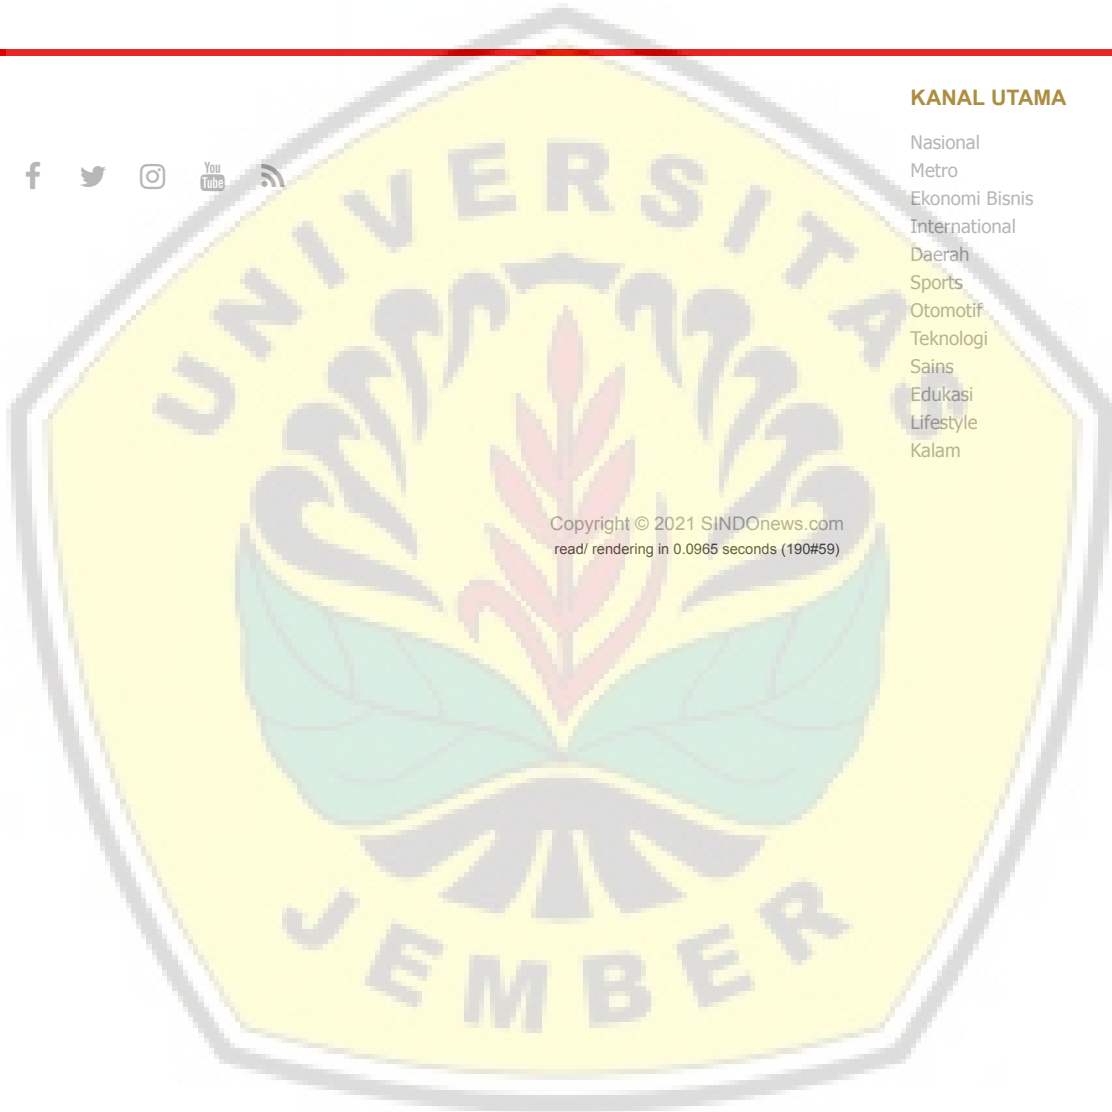 KANAL UTAMA
Nasional
Metro
Ekonomi Bisnis
International
Daerah
Sports
Otomotif
Teknologi
Sains
Edukasi
Lifestyle
Kalam
You
Tube
Copyright © 2021 SINDOnews.com
read/ rendering in 0.0965 seconds (190#59)
UNIVERSITAS
JEMBER